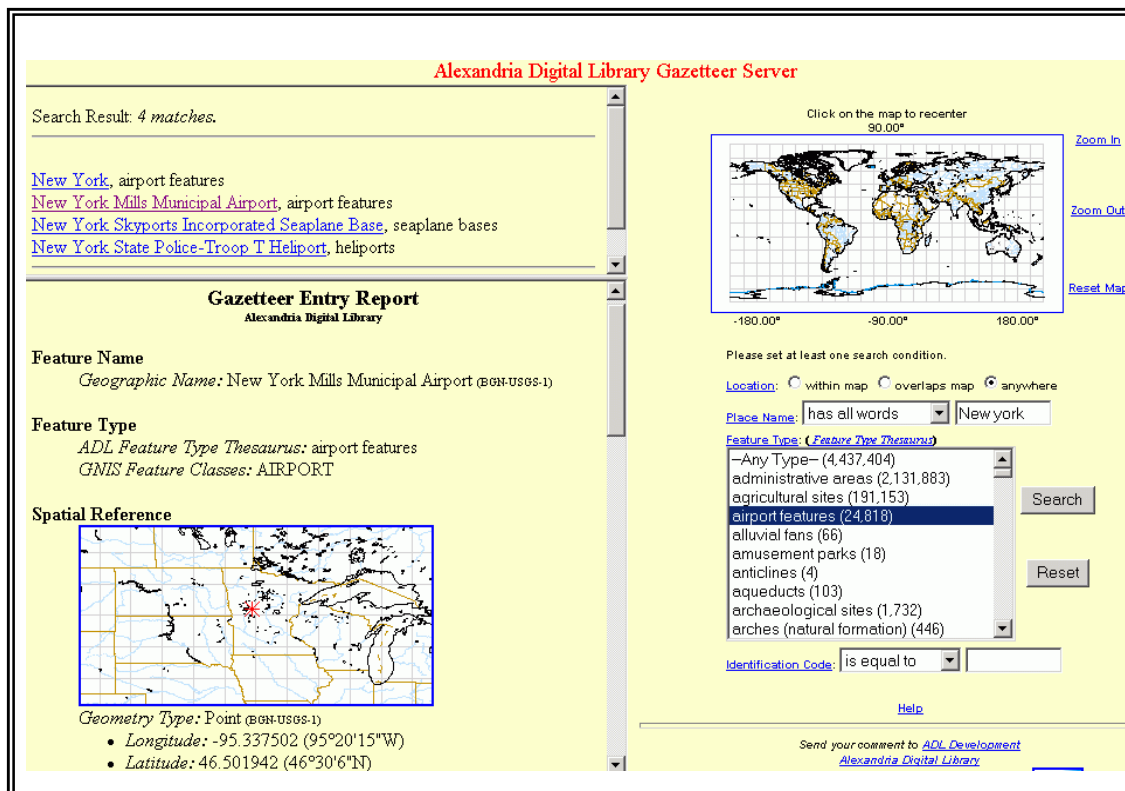 Alexandria Digital Library Gazetteer Server
Search Result: 4 matches.
New York, airport features
New York Mills Municipal Airport, airport features
New York Skyports Incorporated Seaplane Base, seaplane bases
New York State Police-Troop T Heliport, heliports
Gazetteer Entry Report
Alexandria Digital Library
Feature Name
Geographic Name: New York Mills Municipal Airport (BGN-USGS-1)
Feature Type
ADL Feature Type Thesaurus: airport features
GNIS Feature Classes: AIRPORT
Spatial Reference
Geometry Type: Point (BGN-USGS-1)
• Longitude: -95.337502 (95°20'15"W)
• Latitude: 46.501942 (46°30'6"N)
Click on the map to recenter
90.00°
Zoom In
Zoom Out
Reset Map
-180.00° -90.00° 180.00°
Please set at least one search condition.
Location: within map overlaps map anywhere
Place Name: has all words New york
Feature Type: ( Feature Type Thesaurus)
--Any Type-- (4,437,404)
administrative areas (2,131,883)
agricultural sites (191,153)
airport features (24,818)
alluvial fans (66)
amusement parks (18)
anticlines (4)
aqueducts (103)
archaeological sites (1,732)
arches (natural formation) (446)
Search
Reset
Identification Code: is equal to
Help
Send your comment to ADL Development
Alexandria Digital Library